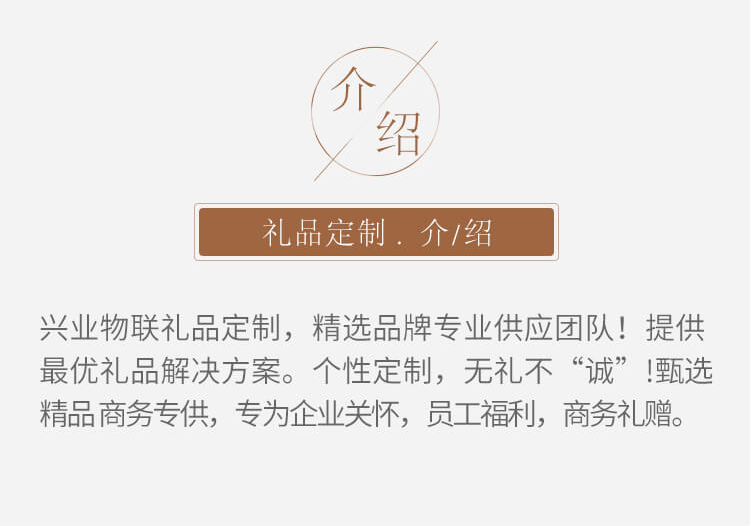 介
绍
礼品定制 . 介/绍
兴业物联礼品定制，精选品牌专业供应团队！提供
最优礼品解决方案。个性定制，无礼不“诚”!甄选
精品商务专供，专为企业关怀，员工福利，商务礼赠。